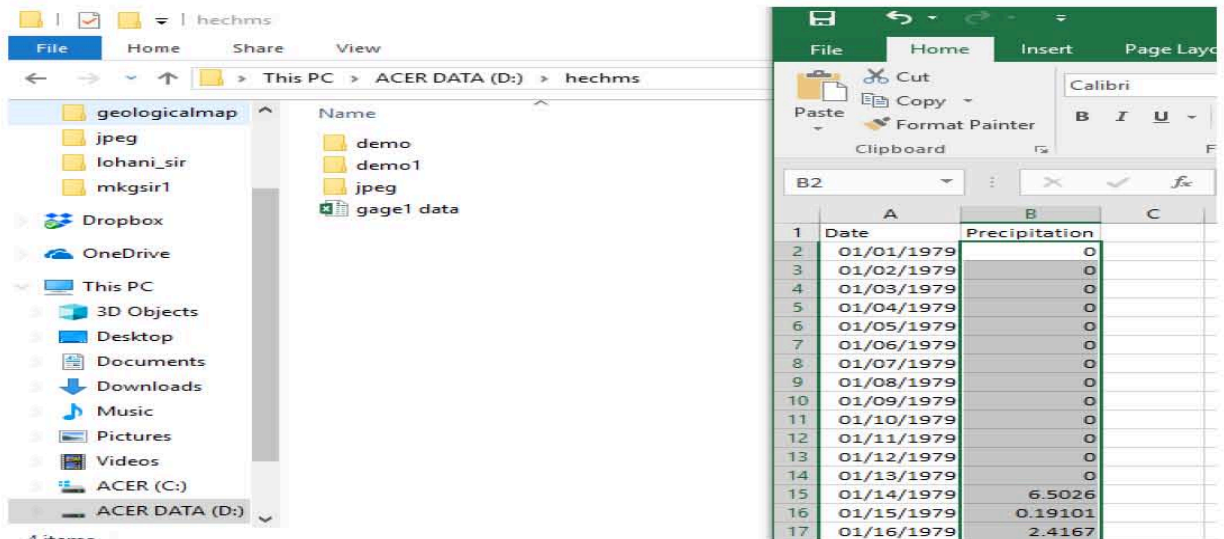 hechms
File Home Share View
This PC > ACER DATA (D:) > hechms
geologicalmap
jpeg
lohani_sir
mkgsir1
Dropbox
OneDrive
This PC
3D Objects
Desktop
Documents
Downloads
Music
Pictures
Videos
ACER (C:)
ACER DATA (D:)
4 items
Name
demo
demo1
jpeg
gage1 data
File Home Insert Page Layo
Paste
Cut
Copy
Format Painter
Clipboard
Calibri
B I U
F
B2 fx
A B C
1 Date Precipitation
2 01/01/1979 0
3 01/02/1979 0
4 01/03/1979 0
5 01/04/1979 0
6 01/05/1979 0
7 01/06/1979 0
8 01/07/1979 0
9 01/08/1979 0
10 01/09/1979 0
11 01/10/1979 0
12 01/11/1979 0
13 01/12/1979 0
14 01/13/1979 0
15 01/14/1979 6.5026
16 01/15/1979 0.19101
17 01/16/1979 2.4167